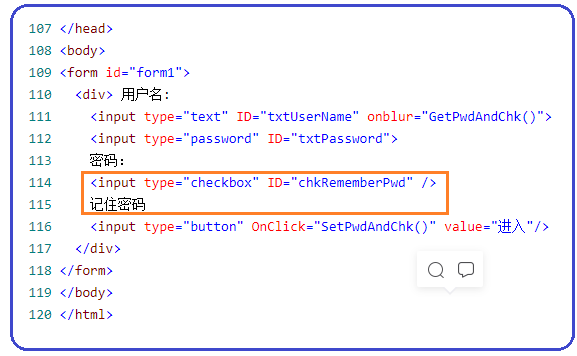 107 </head>
108 <body>
109 <form id="form1">
110 <div> 用户名:
111 <input type="text" ID="txtUserName" onblur="GetPwdAndChk()">
112 <input type="password" ID="txtPassword">
113 密码：
114 <input type="checkbox" ID="chkRememberPwd" />
115 记住密码
116 <input type="button" OnClick="SetPwdAndChk()" value="进入"/>
117 </div>
118 </form>
119 </body>
120 </html>